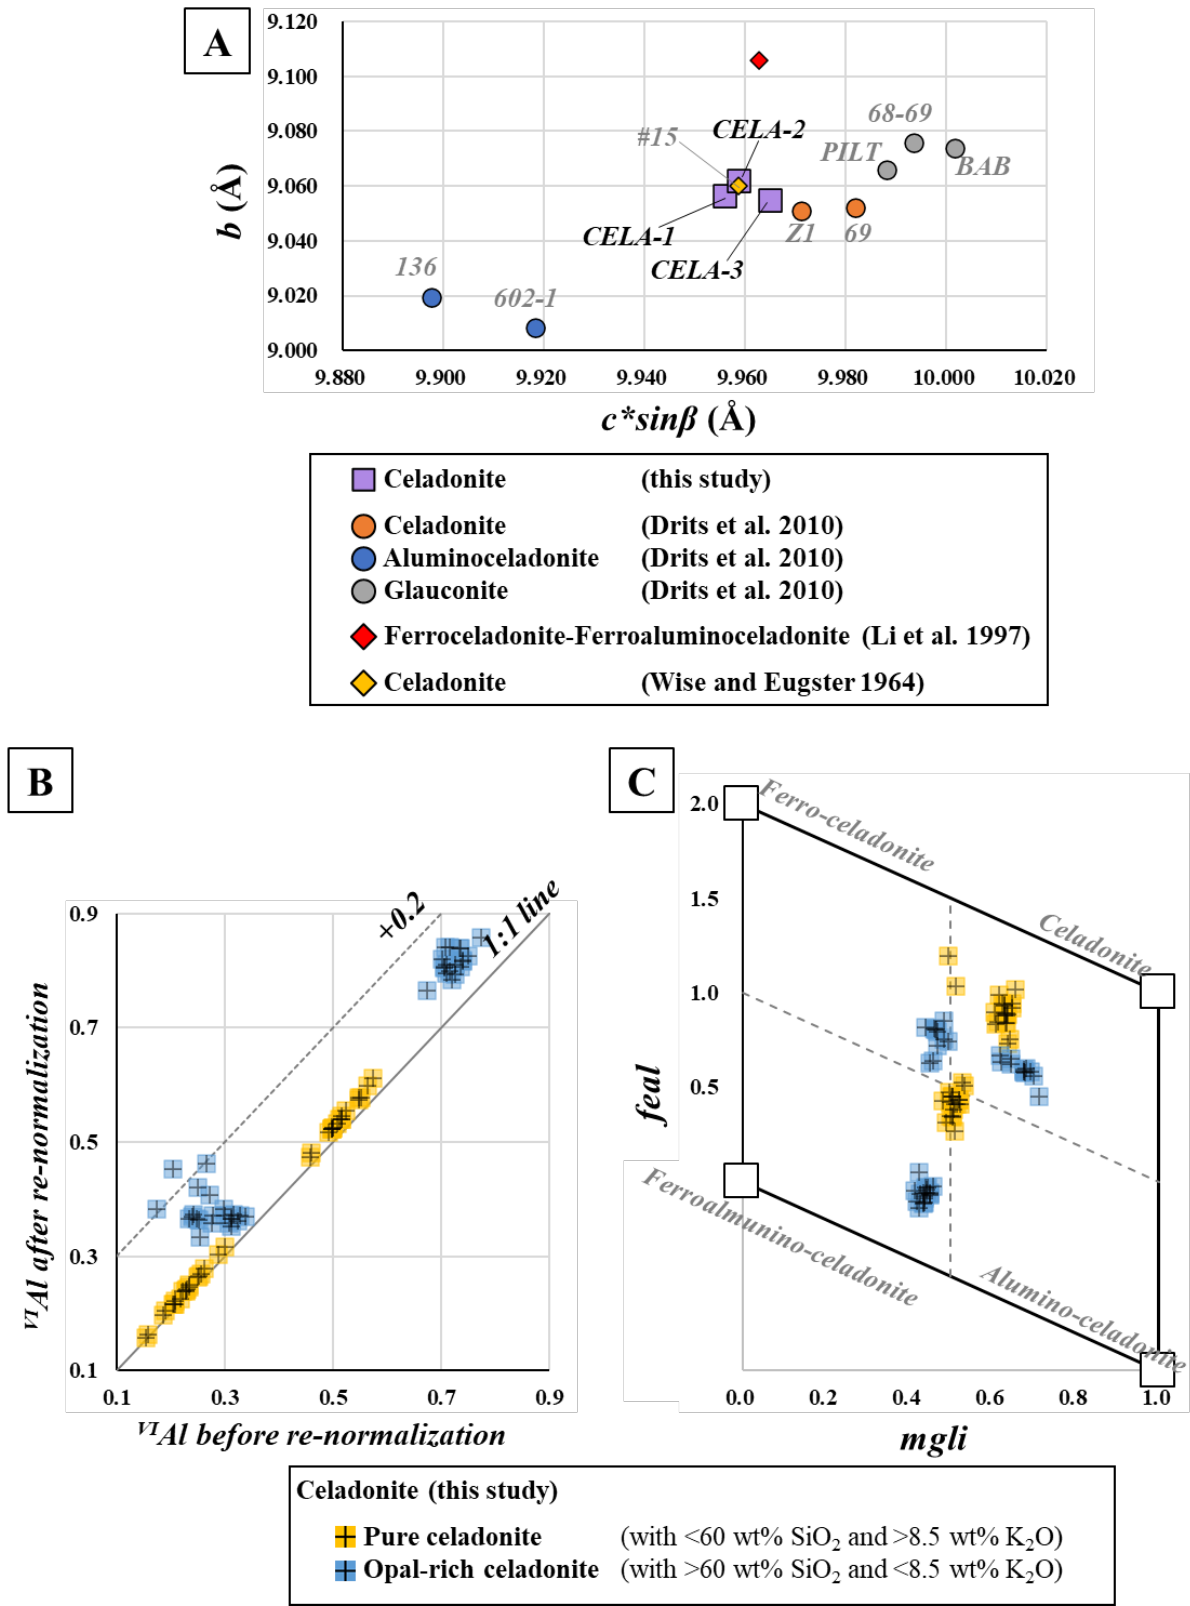 A
9.120
9.100
9.080
9.060
9.040
9.020
9.000
b (Å)
68-69
#15
CELA-2
PILT
BAB
CELA-1
Z1
69
CELA-3
136
602-1
9.880 9.900 9.920 9.940 9.960 9.980 10.000 10.020
c*sinβ (Å)
Celadonite (this study)
Celadonite (Drits et al. 2010)
Aluminoceladonite (Drits et al. 2010)
Glauconite (Drits et al. 2010)
Ferroceladonite-Ferroaluminoceladonite (Li et al. 1997)
Celadonite (Wise and Eugster 1964)
B
0.9
0.7
0.5
0.3
0.1
VIAl after re-normalization
+0.2
1:1 line
0.1 0.3 0.5 0.7 0.9
VIAl before re-normalization
C
2.0
1.5
1.0
0.5
feal
Ferro-celadonite
Celadonite
Ferroalmunino-celadonite
Alumino-celadonite
0.0 0.2 0.4 0.6 0.8 1.0
mgli
Celadonite (this study)
Pure celadonite (with <60 wt% SiO2 and >8.5 wt% K2O)
Opal-rich celadonite (with >60 wt% SiO2 and <8.5 wt% K2O)